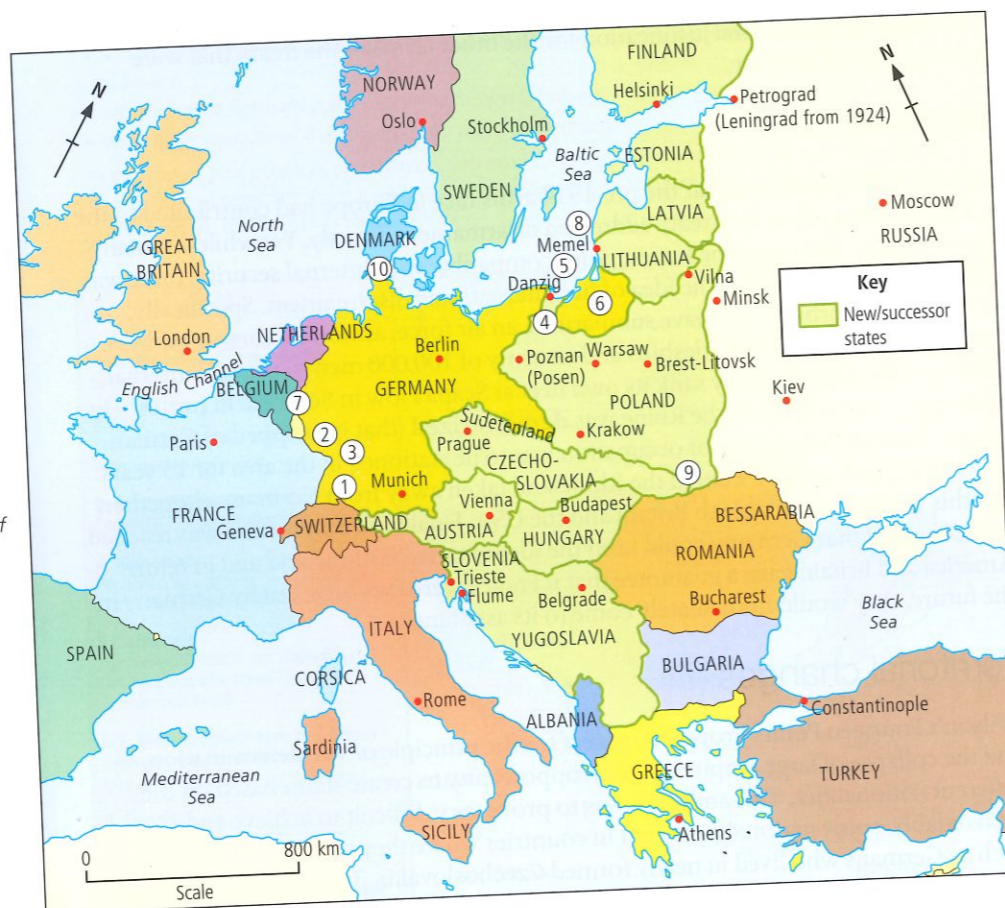 FINLAND
N
N
NORWAY
Helsinki
Petrograd
(Leningrad from 1924)
Oslo
Stockholm
Baltic
Sea
ESTONIA
SWEDEN
LATVIA
Moscow
RUSSIA
North
Sea
GREAT
BRITAIN
DENMARK
8
Memel
LITHUANIA
10
5
Danzig
Vilna
Minsk
Key
New/successor
states
6
4
London
NETHERLANDS
Berlin
Poznan
(Posen)
Warsaw
Brest-Litovsk
English Channel
BELGIUM
GERMANY
POLAND
Kiev
7
Sudetenland
Paris
2
3
Prague
Krakow
CZECHO-
SLOVAKIA
9
1
Munich
f
FRANCE
Vienna
Budapest
BESSARABIA
Geneva
SWITZERLAND
AUSTRIA
HUNGARY
ROMANIA
SLOVENIA
Trieste
Flume
Belgrade
Bucharest
Black
Sea
ITALY
YUGOSLAVIA
SPAIN
BULGARIA
CORSICA
Rome
ALBANIA
Constantinople
Sardinia
GREECE
TURKEY
Mediterranean
Sea
SICILY
Athens
0
800 km
Scale